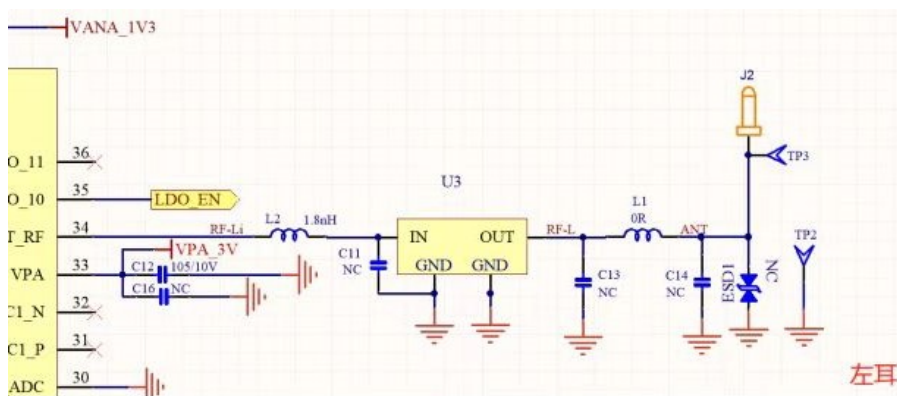 VANA_1V3
J2
O_11
36
TP3
U3
O_10
35
LDO_EN
L1
0R
T_RF
34
RF-Li
L2
1.8nH
IN
OUT
RF-L
ANT
TP2
VPA_3V
C11
NC
VPA
33
C12
105/10V
GND
GND
C13
NC
C14
NC
ESD1
NC
C16
NC
C1_N
32
C1_P
31
ADC
30
左耳